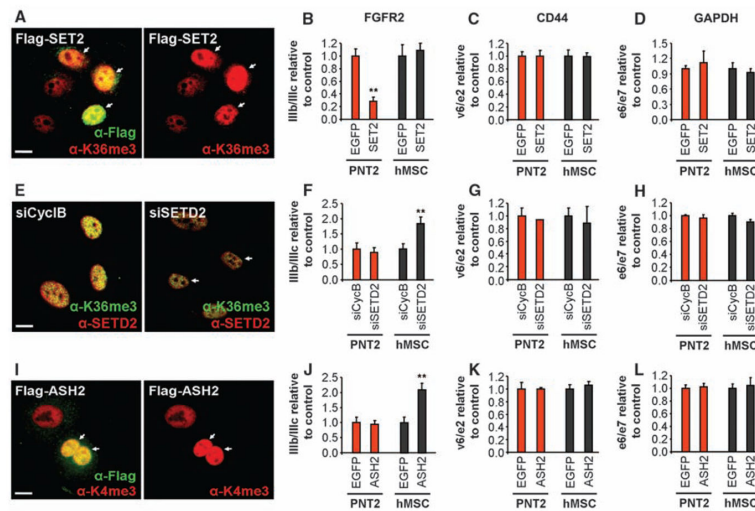 A
B
FGFR2
C
CD44
D
GAPDH
Flag-SET2
Flag-SET2
α-Flag
α-K36me3
α-K36me3
IIIb/IIIc relative
to control
1.2
1.0
0.8
0.6
0.4
0.2
0.0
**
EGFP
SET2
EGFP
SET2
PNT2
hMSC
v6/e2 relative
to control
1.2
1.0
0.8
0.6
0.4
0.2
0.0
EGFP
SET2
EGFP
SET2
PNT2
hMSC
e6/e7 relative
to control
1.5
1.2
0.9
0.6
0.3
0.0
EGFP
SET2
EGFP
SET2
PNT2
hMSC
E
F
G
H
siCyclB
siSETD2
α-K36me3
α-SETD2
α-K36me3
α-SETD2
IIIb/IIIc relative
to control
2.5
2.0
1.5
1.0
0.5
0.0
**
siCycB
siSETD2
siCycB
siSETD2
PNT2
hMSC
v6/e2 relative
to control
1.2
1.0
0.8
0.6
0.4
0.2
0.0
siCycB
siSETD2
siCycB
siSETD2
PNT2
hMSC
e6/e7 relative
to control
1.2
1.0
0.8
0.6
0.4
0.2
0.0
siCycB
siSETD2
siCycB
siSETD2
PNT2
hMSC
I
J
K
L
Flag-ASH2
Flag-ASH2
α-Flag
α-K4me3
α-K4me3
IIIb/IIIc relative
to control
2.5
2.0
1.5
1.0
0.5
0.0
**
EGFP
ASH2
EGFP
ASH2
PNT2
hMSC
v6/e2 relative
to control
1.2
1.0
0.8
0.6
0.4
0.2
0.0
EGFP
ASH2
EGFP
ASH2
PNT2
hMSC
e6/e7 relative
to control
1.2
1.0
0.8
0.6
0.4
0.2
0.0
EGFP
ASH2
EGFP
ASH2
PNT2
hMSC